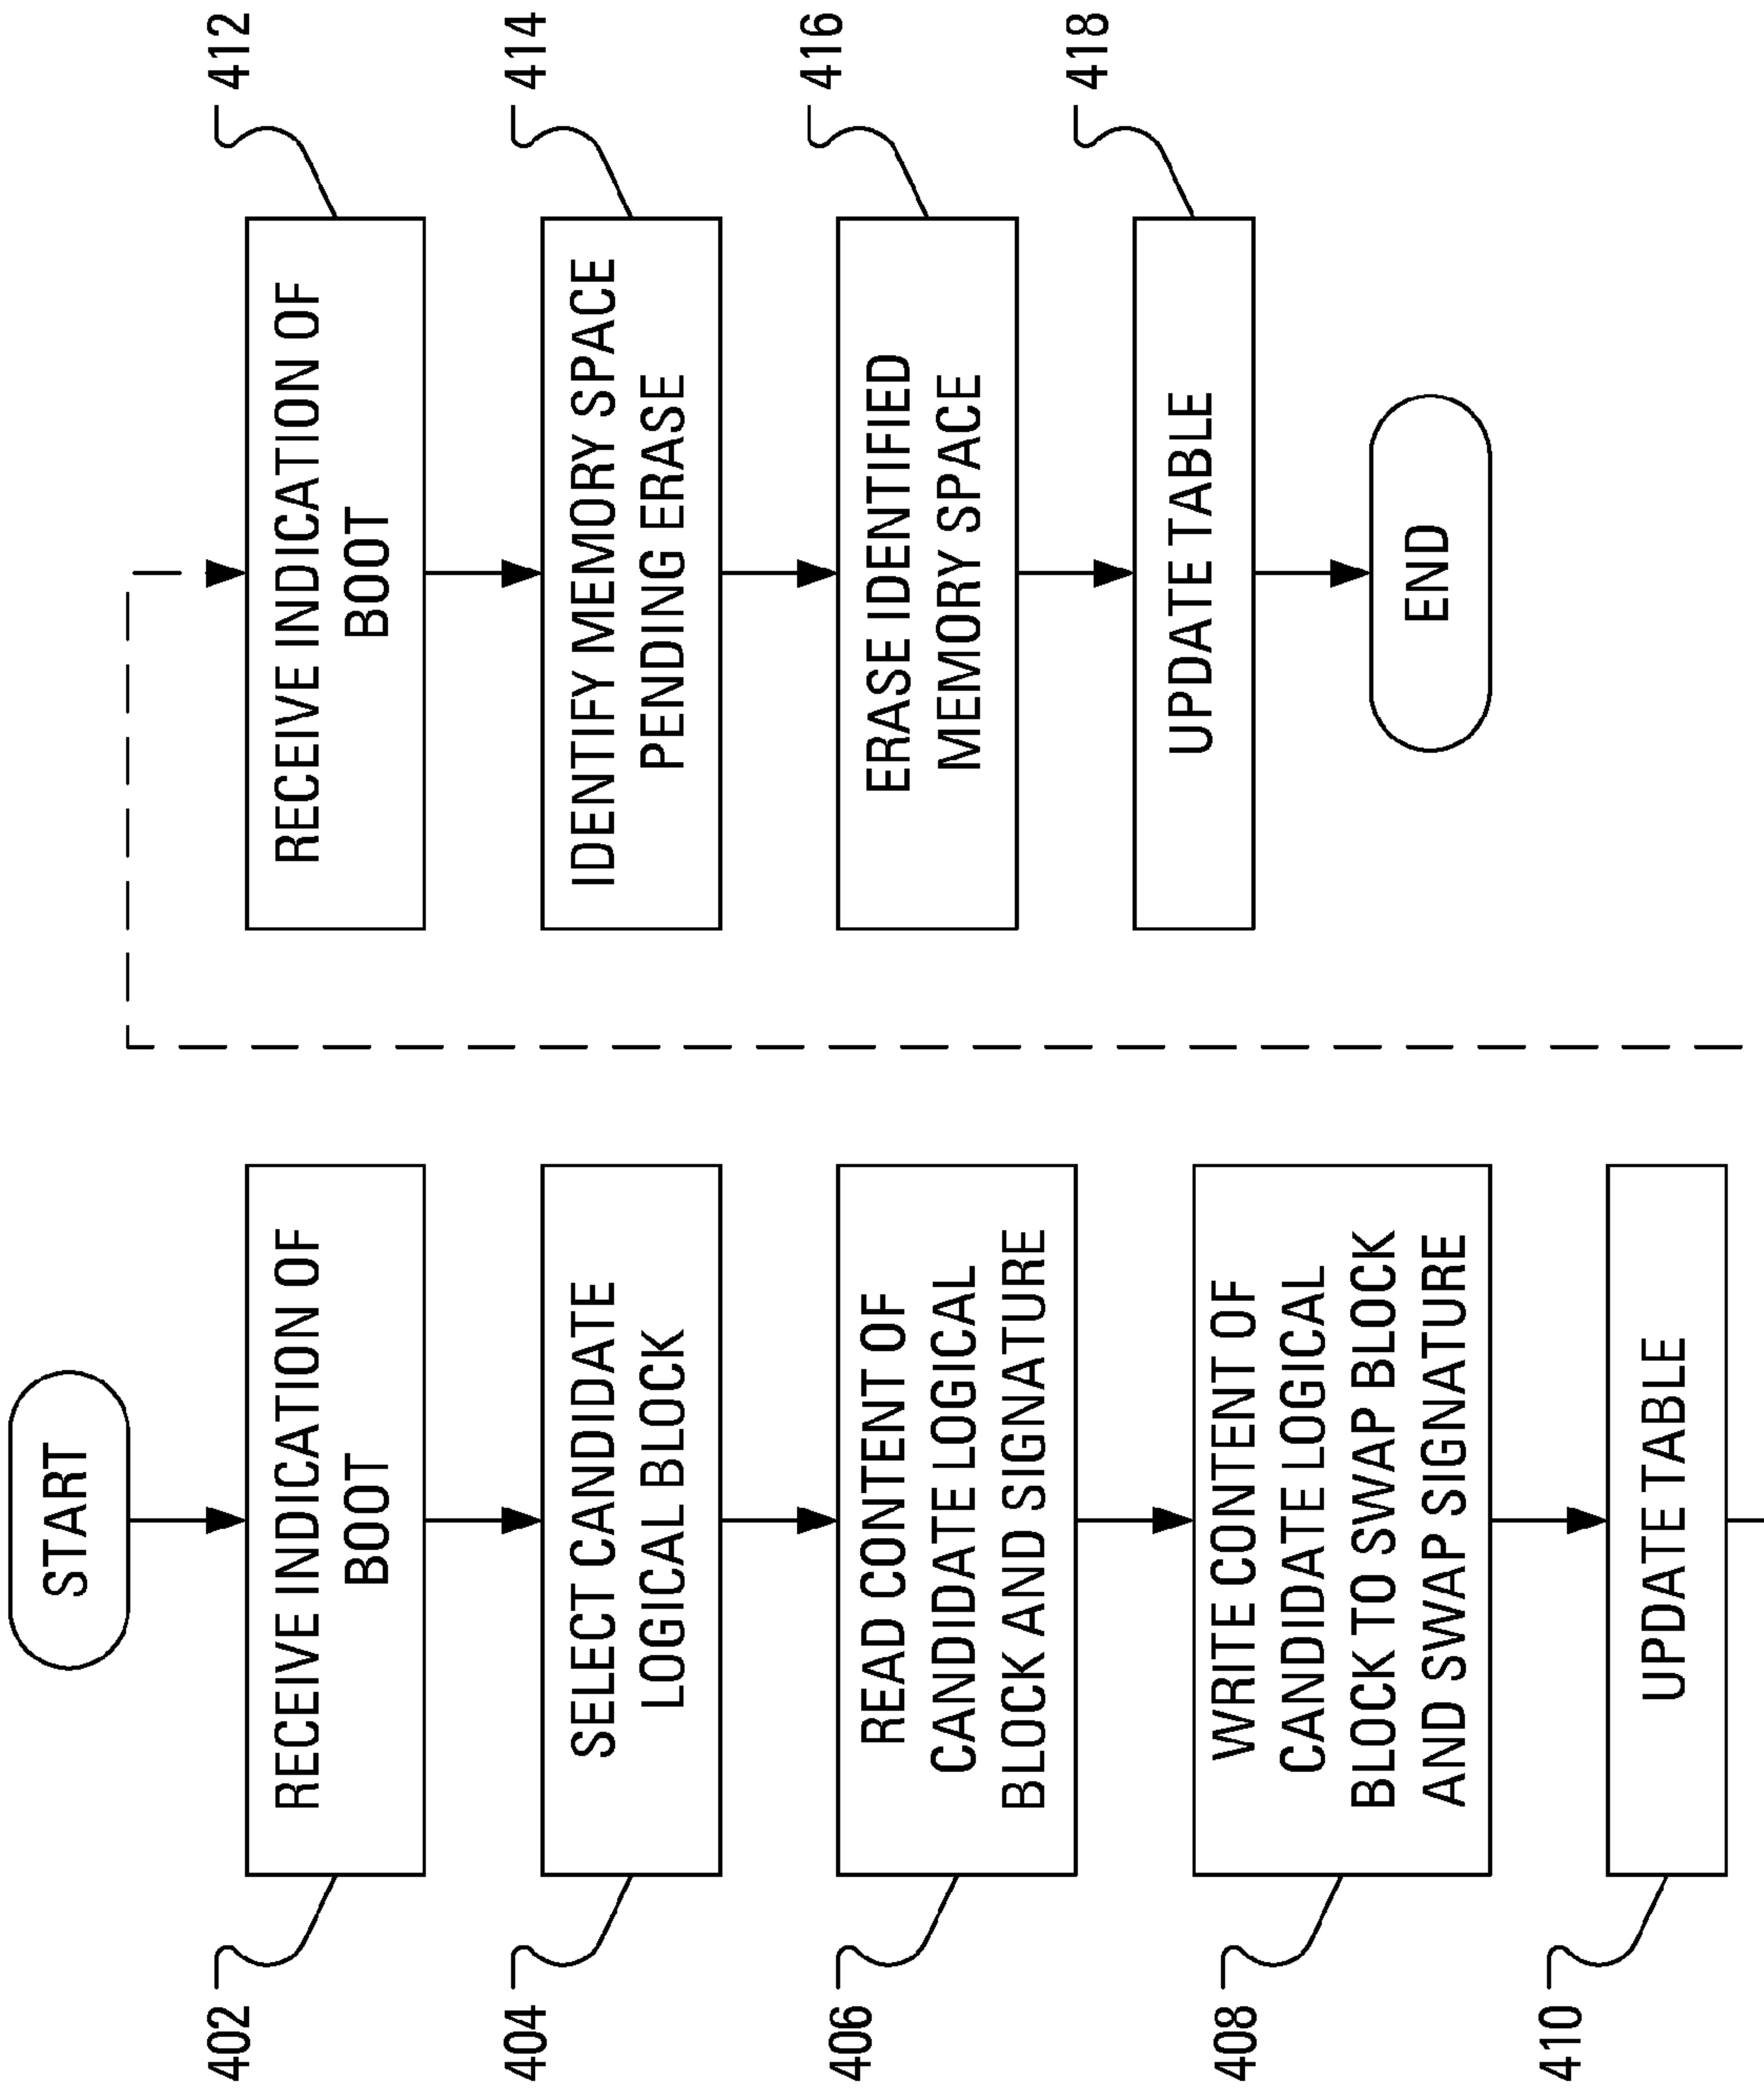 START
402
RECEIVE INDICATION OF
BOOT
404
SELECT CANDIDATE
LOGICAL BLOCK
406
READ CONTENT OF
CANDIDATE LOGICAL
BLOCK AND SIGNATURE
408
WRITE CONTENT OF
CANDIDATE LOGICAL
BLOCK TO SWAP BLOCK
AND SWAP SIGNATURE
410
UPDATE TABLE
412
RECEIVE INDICATION OF
BOOT
414
IDENTIFY MEMORY SPACE
PENDING ERASE
416
ERASE IDENTIFIED
MEMORY SPACE
418
UPDATE TABLE
END